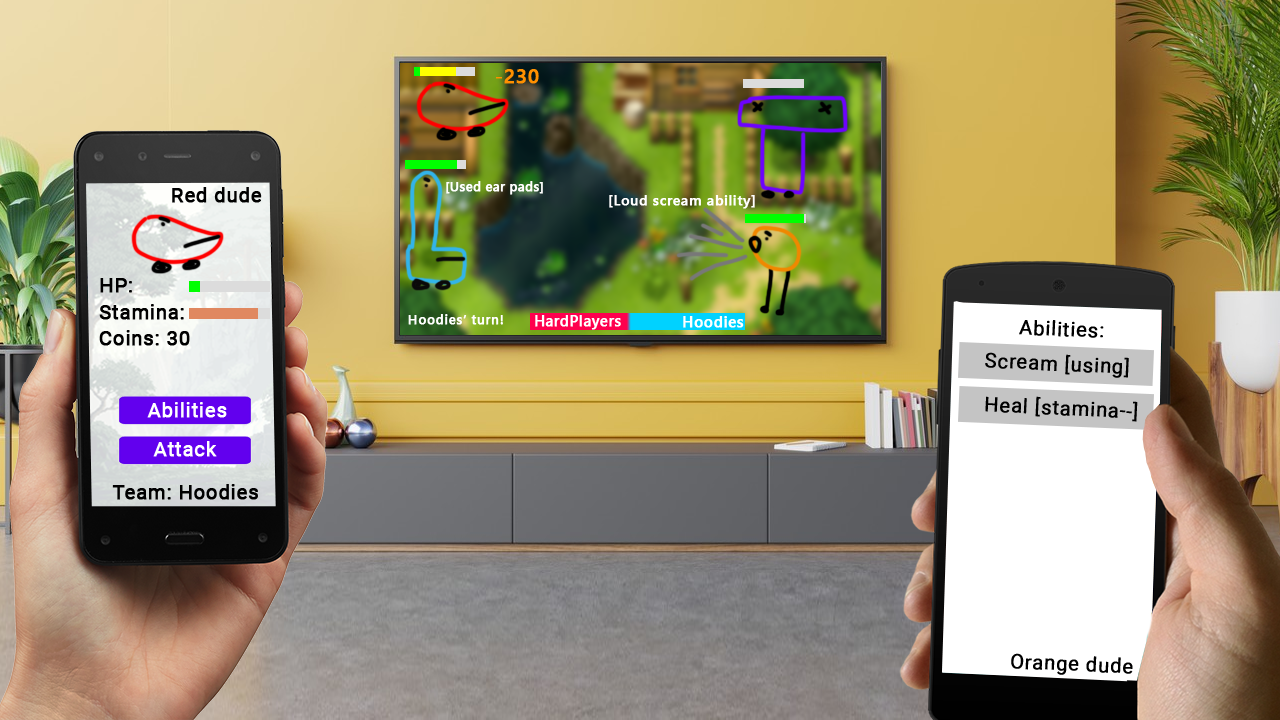 Red dude
HP:
Stamina:
Coins: 30
Abilities
Attack
Team: Hoodies
-230
[Used ear pads]
[Loud scream ability]
Hoodies' turn!
HardPlayers
Hoodies
Abilities:
Scream [using]
Heal [stamina--]
Orange dude